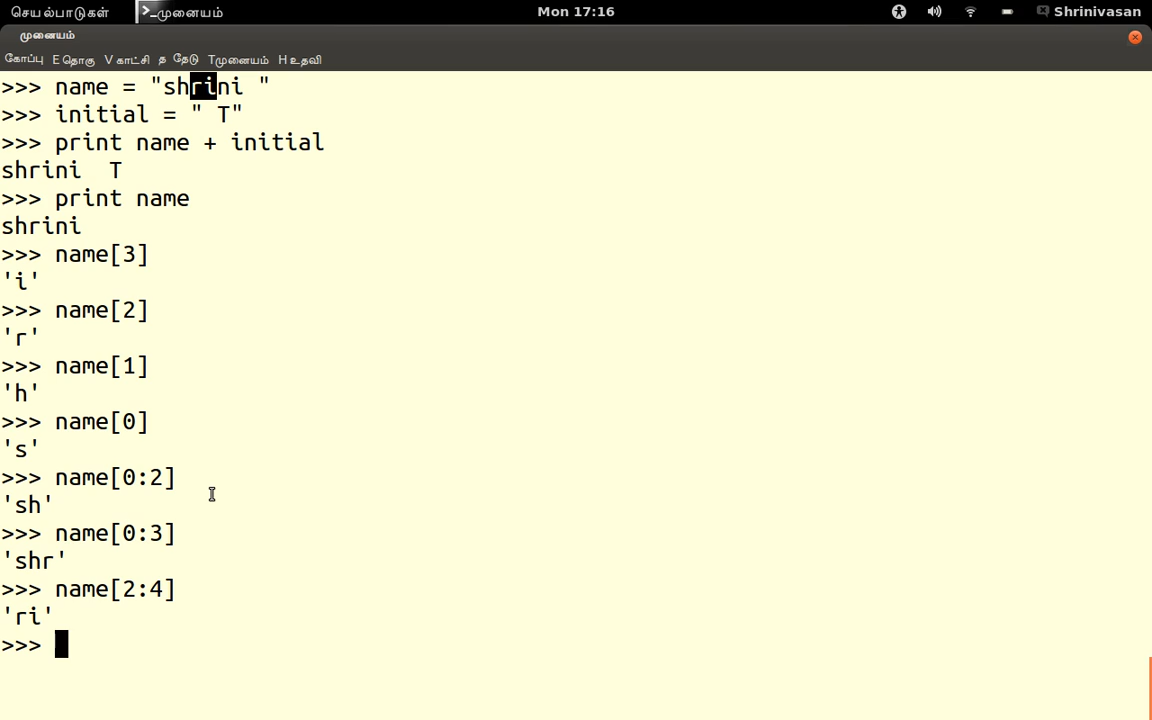 செயல்பாடுகள் >_முனையம் Mon 17:16 Shrinivasan
முனையம்
கோப்பு E தொகு V காட்சி த தேடு T முனையம் H உதவி
>>> name = "shrini "
>>> initial = " T"
>>> print name + initial
shrini  T
>>> print name
shrini
>>> name[3]
'i'
>>> name[2]
'r'
>>> name[1]
'h'
>>> name[0]
's'
>>> name[0:2]
'sh'
>>> name[0:3]
'shr'
>>> name[2:4]
'ri'
>>>